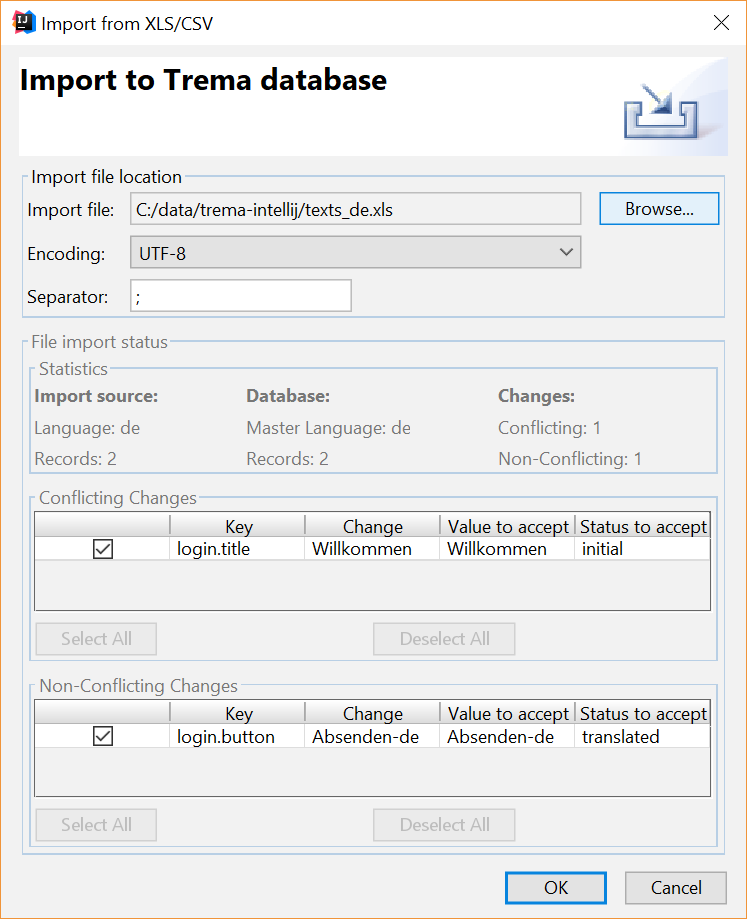 IJ
Import from XLS/CSV
Import to Trema database
Import file location
Import file: C:/data/trema-intellij/texts_de.xls Browse...
Encoding: UTF-8
Separator: ;
File import status
Statistics
Import source: Database: Changes:
Language: de Master Language: de Conflicting: 1
Records: 2 Records: 2 Non-Conflicting: 1
Conflicting Changes
Key Change Value to accept Status to accept
login.title Willkommen Willkommen initial
Select All Deselect All
Non-Conflicting Changes
Key Change Value to accept Status to accept
login.button Absenden-de Absenden-de translated
Select All Deselect All
OK Cancel